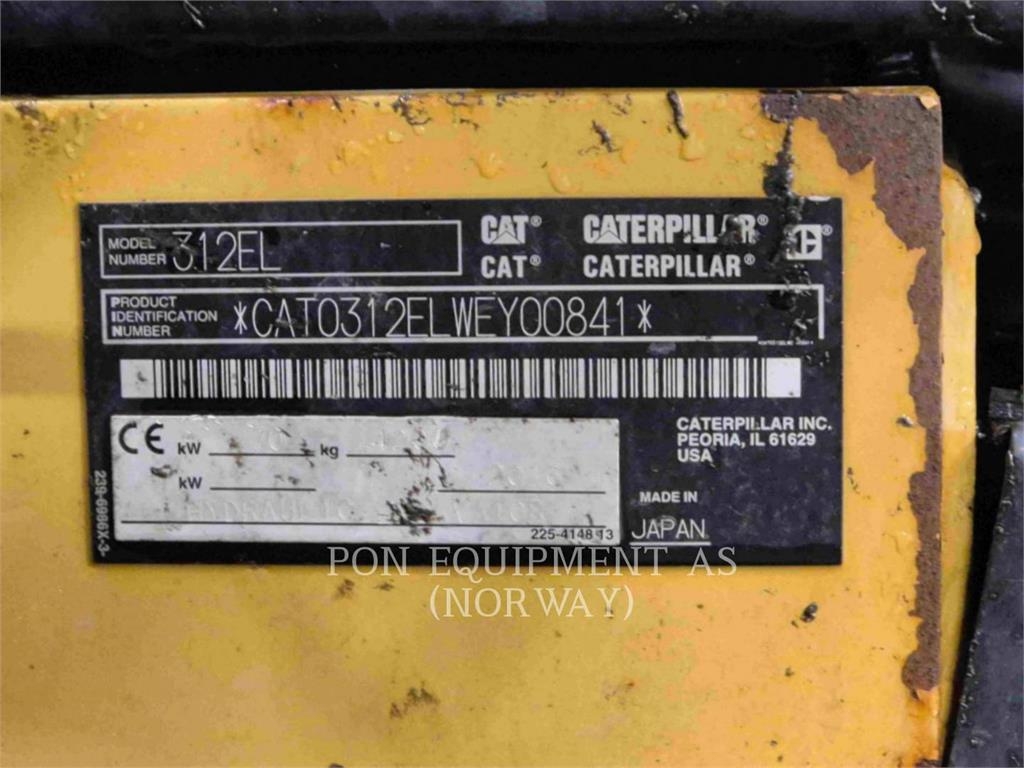 MODEL NUMBER 312EL
CAT® CATERPILLAR® ®
CAT® CATERPILLAR®
PRODUCT IDENTIFICATION NUMBER *CAT0312ELWEY00841*
CE kW kg
kW
225-4148 13
239-6986X-3
CATERPILLAR INC.
PEORIA, IL 61629
USA
MADE IN
JAPAN
PON EQUIPMENT AS
(NORWAY)